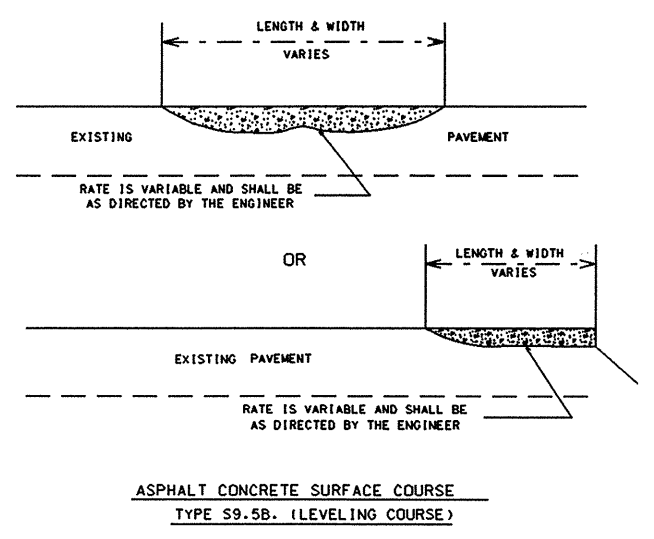 LENGTH & WIDTH
VARIES
EXISTING PAVEMENT
RATE IS VARIABLE AND SHALL BE
AS DIRECTED BY THE ENGINEER
OR
LENGTH & WIDTH
VARIES
EXISTING PAVEMENT
RATE IS VARIABLE AND SHALL BE
AS DIRECTED BY THE ENGINEER
ASPHALT CONCRETE SURFACE COURSE
TYPE S9.5B. (LEVELING COURSE)